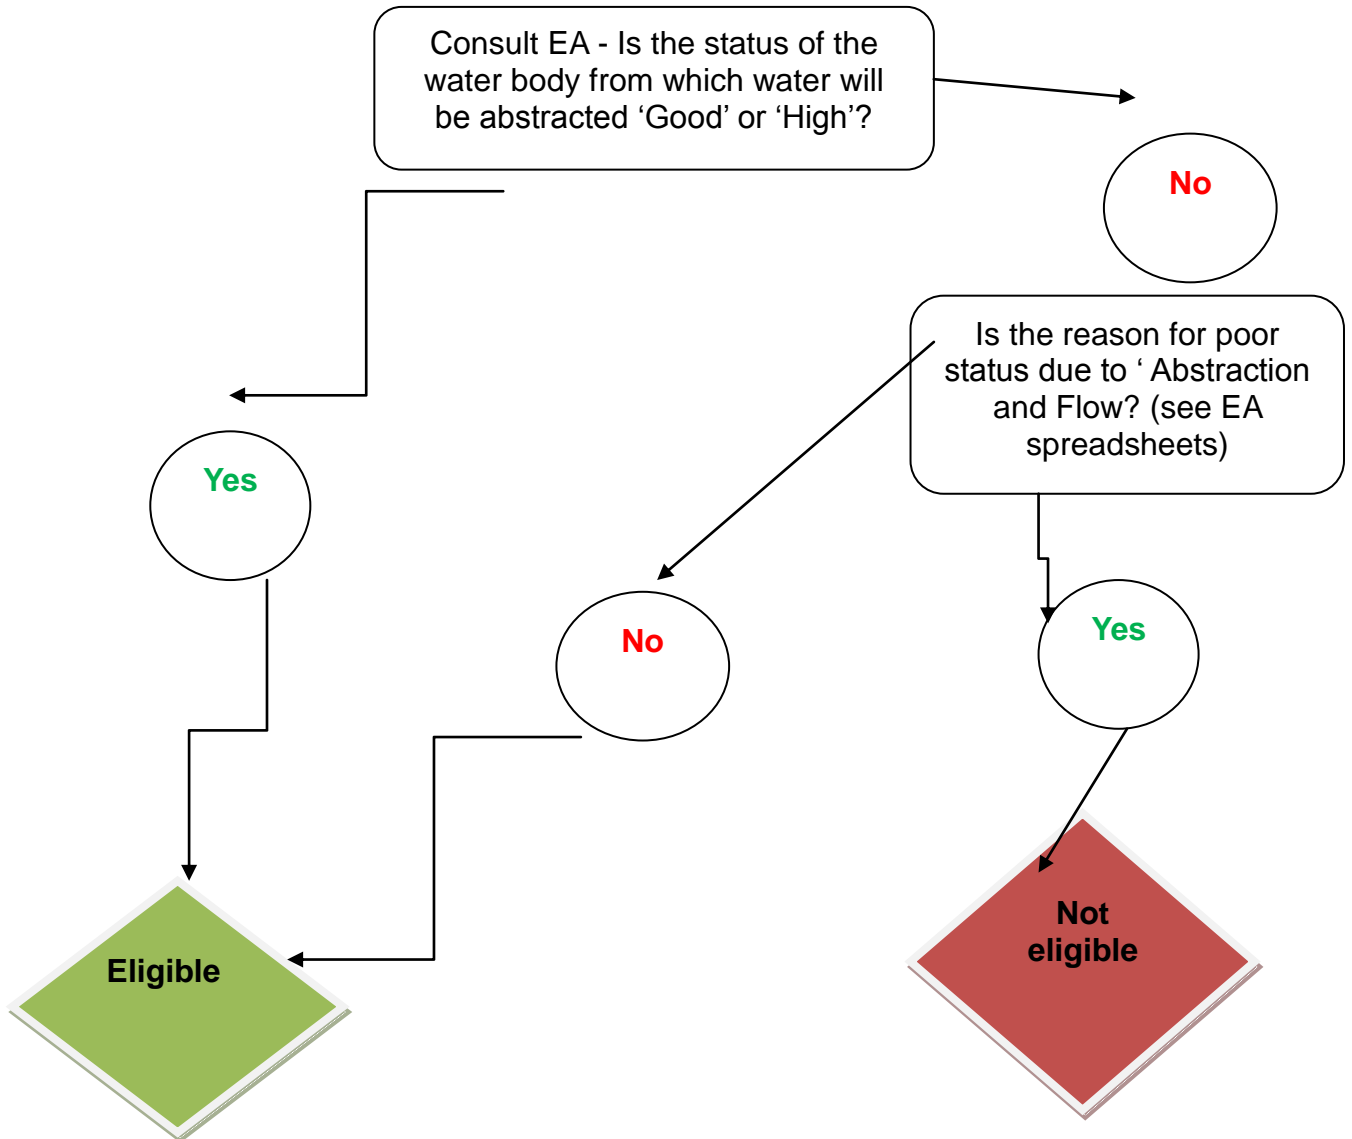 Consult EA - Is the status of the
water body from which water will
be abstracted ‘Good’ or ‘High’?
No
Is the reason for poor
status due to ‘ Abstraction
and Flow? (see EA
spreadsheets)
Yes
No
Yes
Eligible
Not
eligible